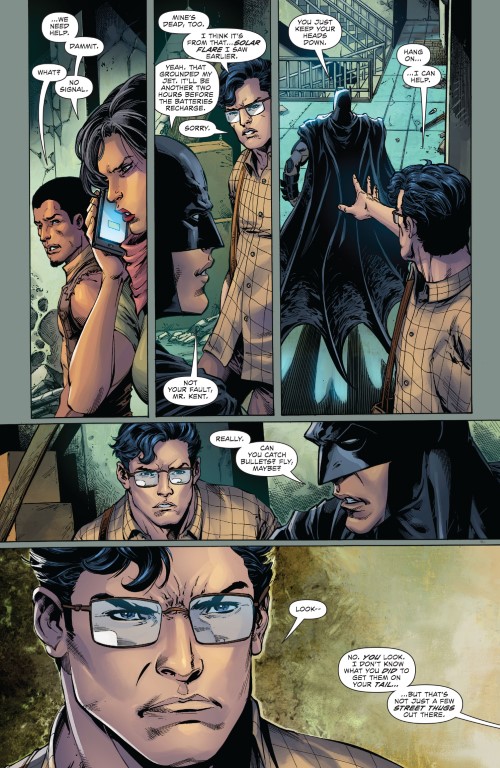 ...WE
NEED
HELP.
DAMMIT.
WHAT?
NO
SIGNAL.
MINE'S
DEAD, TOO.
I THINK IT'S
FROM THAT...SOLAR
FLARE I SAW
EARLIER.
YEAH. THAT
GROUNDED MY
JET. IT'LL BE
ANOTHER TWO
HOURS BEFORE
THE BATTERIES
RECHARGE.
SORRY.
NOT YOUR
FAULT,
MR. KENT.
YOU JUST
KEEP YOUR
HEADS
DOWN.
HANG
ON...
...I CAN
HELP.
REALLY.
CAN
YOU CATCH
BULLETS? FLY,
MAYBE?
LOOK--
NO. YOU LOOK.
I DON'T KNOW
WHAT YOU DID TO
GET THEM ON
YOUR TAIL...
...BUT THAT'S
NOT JUST A FEW
STREET THUGS
OUT THERE.